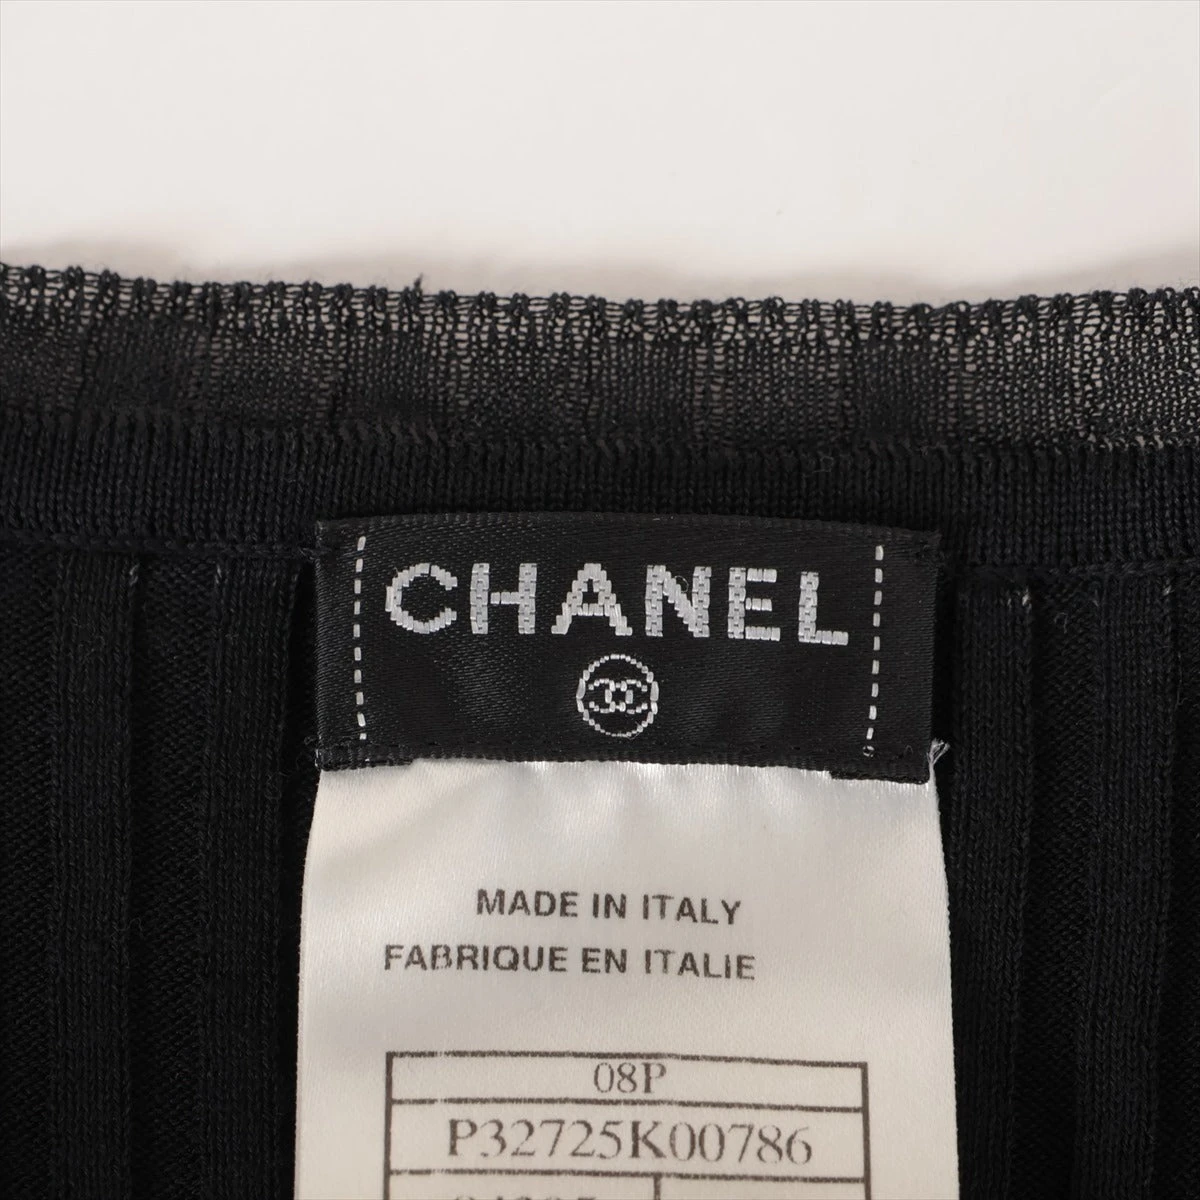 CHANEL
MADE IN ITALY
FABRIQUE EN ITALIE
08P
P32725K00786